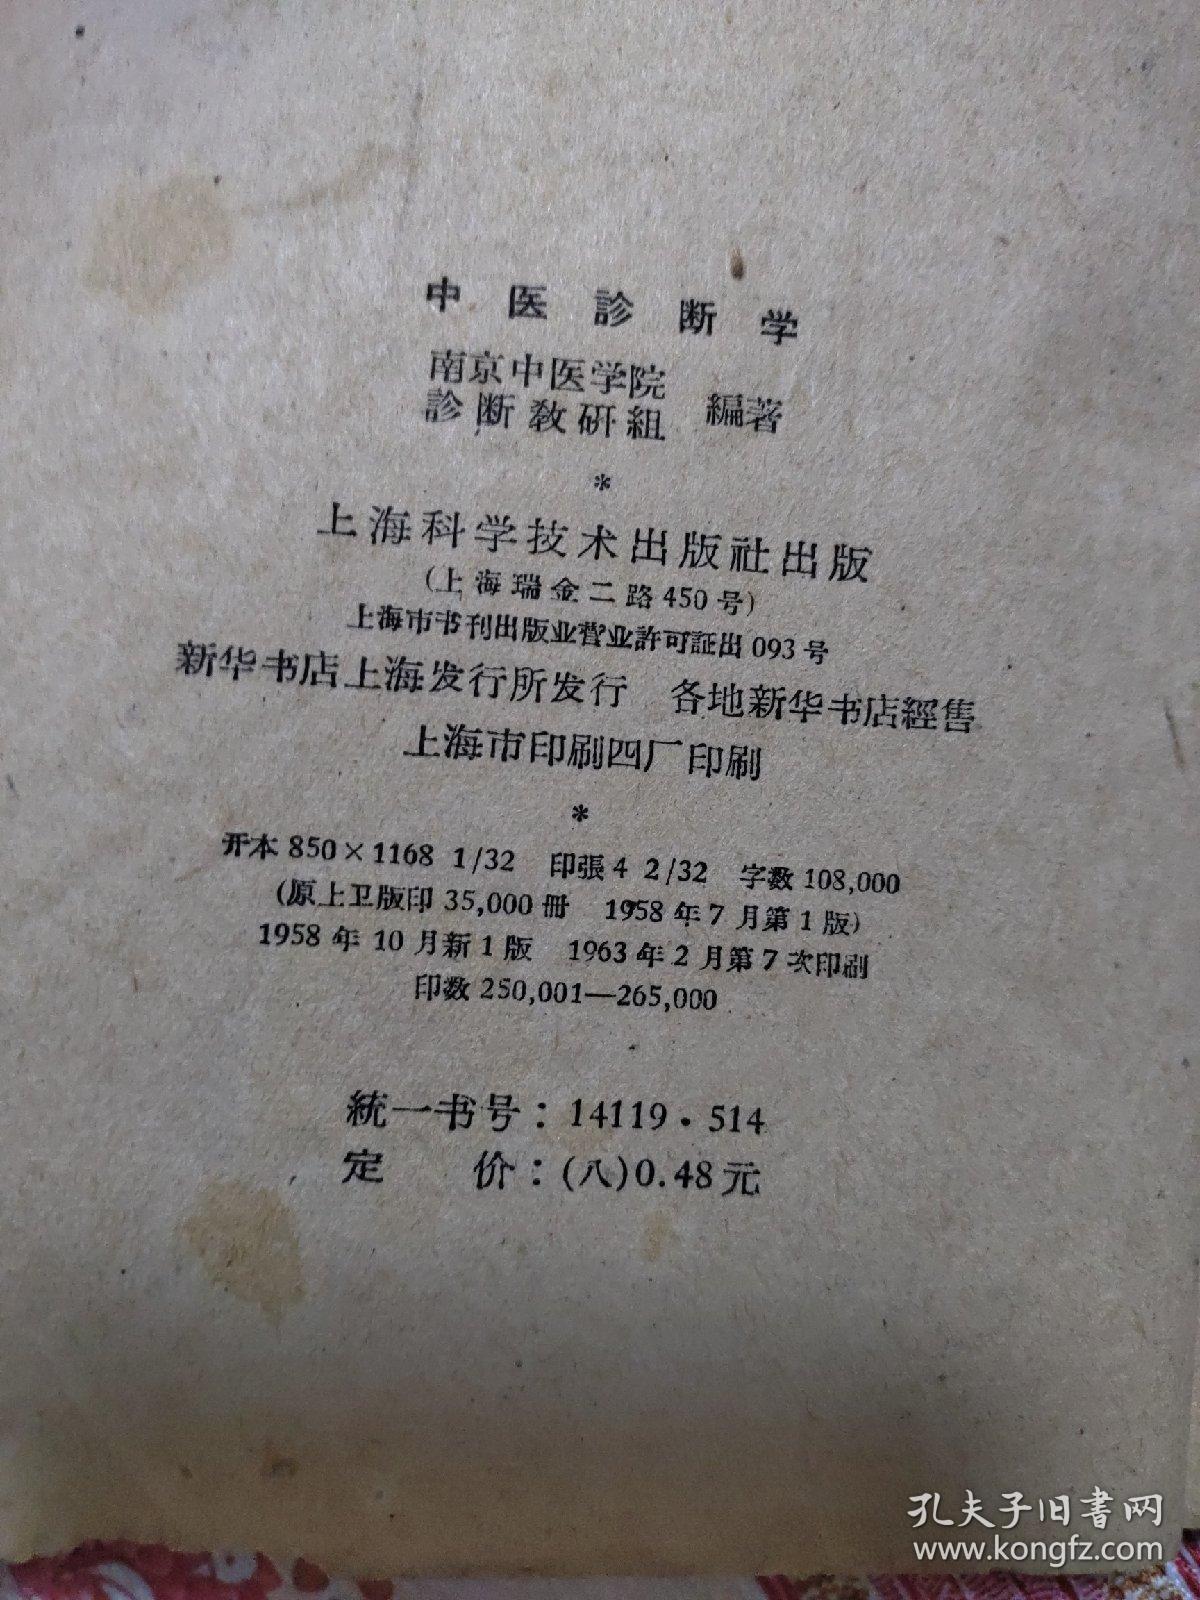 中医診断学
南京中医学院
診断教研組 編著
*
上海科学技术出版社出版
(上海瑞金二路450号)
上海市书刊出版业营业許可証出093号
新华书店上海发行所发行 各地新华书店經售
上海市印刷四厂印刷
*
开本 850×1168 1/32 印張4 2/32 字数 108,000
(原上卫版印 35,000 冊 1958年7月第1版)
1958年10月新1版 1963年2月第7次印刷
印数 250,001—265,000
統一书号：14119·514
定 价：(八)0.48元
孔夫子旧書网
www.kongfz.com